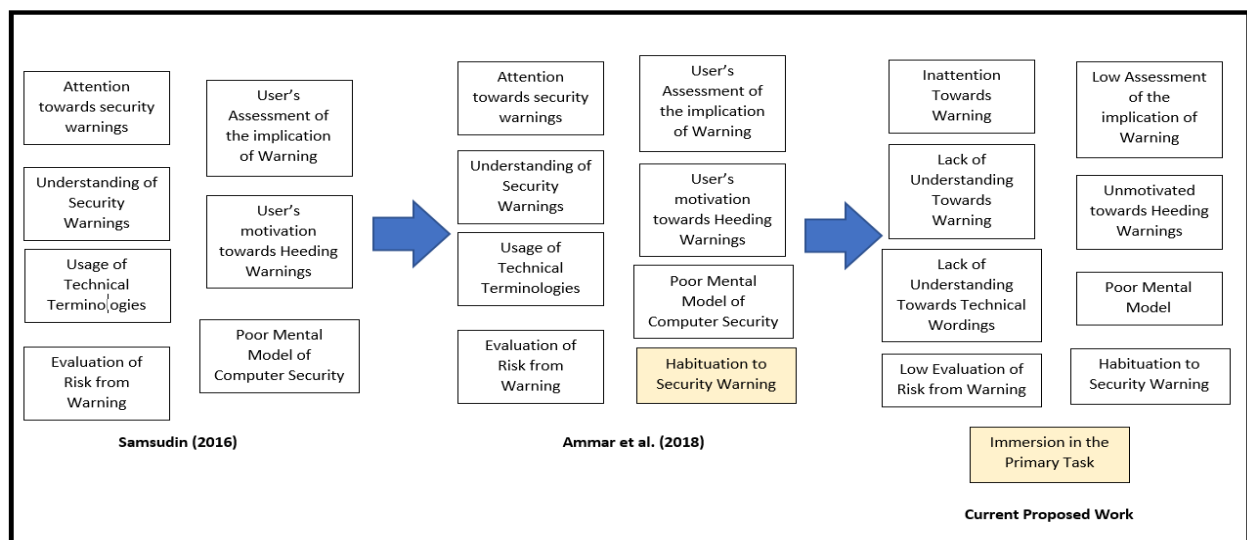 Attention
towards security
warnings
Understanding of
Security
Warnings
Usage of
Technical
Terminologies
Evaluation of
Risk from
Warning
User's
Assessment of
the implication
of Warning
User's
motivation
towards Heeding
Warnings
Poor Mental
Model of
Computer Security
Samsudin (2016)
Attention
towards security
warnings
Understanding of
Security
Warnings
Usage of
Technical
Terminologies
Evaluation of
Risk from
Warning
User's
Assessment of
the implication
of Warning
User's
motivation
towards Heeding
Warnings
Poor Mental
Model of
Computer Security
Habituation to
Security Warning
Ammar et al. (2018)
Inattention
Towards
Warning
Lack of
Understanding
Towards
Warning
Lack of
Understanding
Towards Technical
Wordings
Low Evaluation of
Risk from Warning
Low Assessment
of the
implication of
Warning
Unmotivated
towards Heeding
Warnings
Poor Mental
Model
Habituation to
Security Warning
Immersion in the
Primary Task
Current Proposed Work